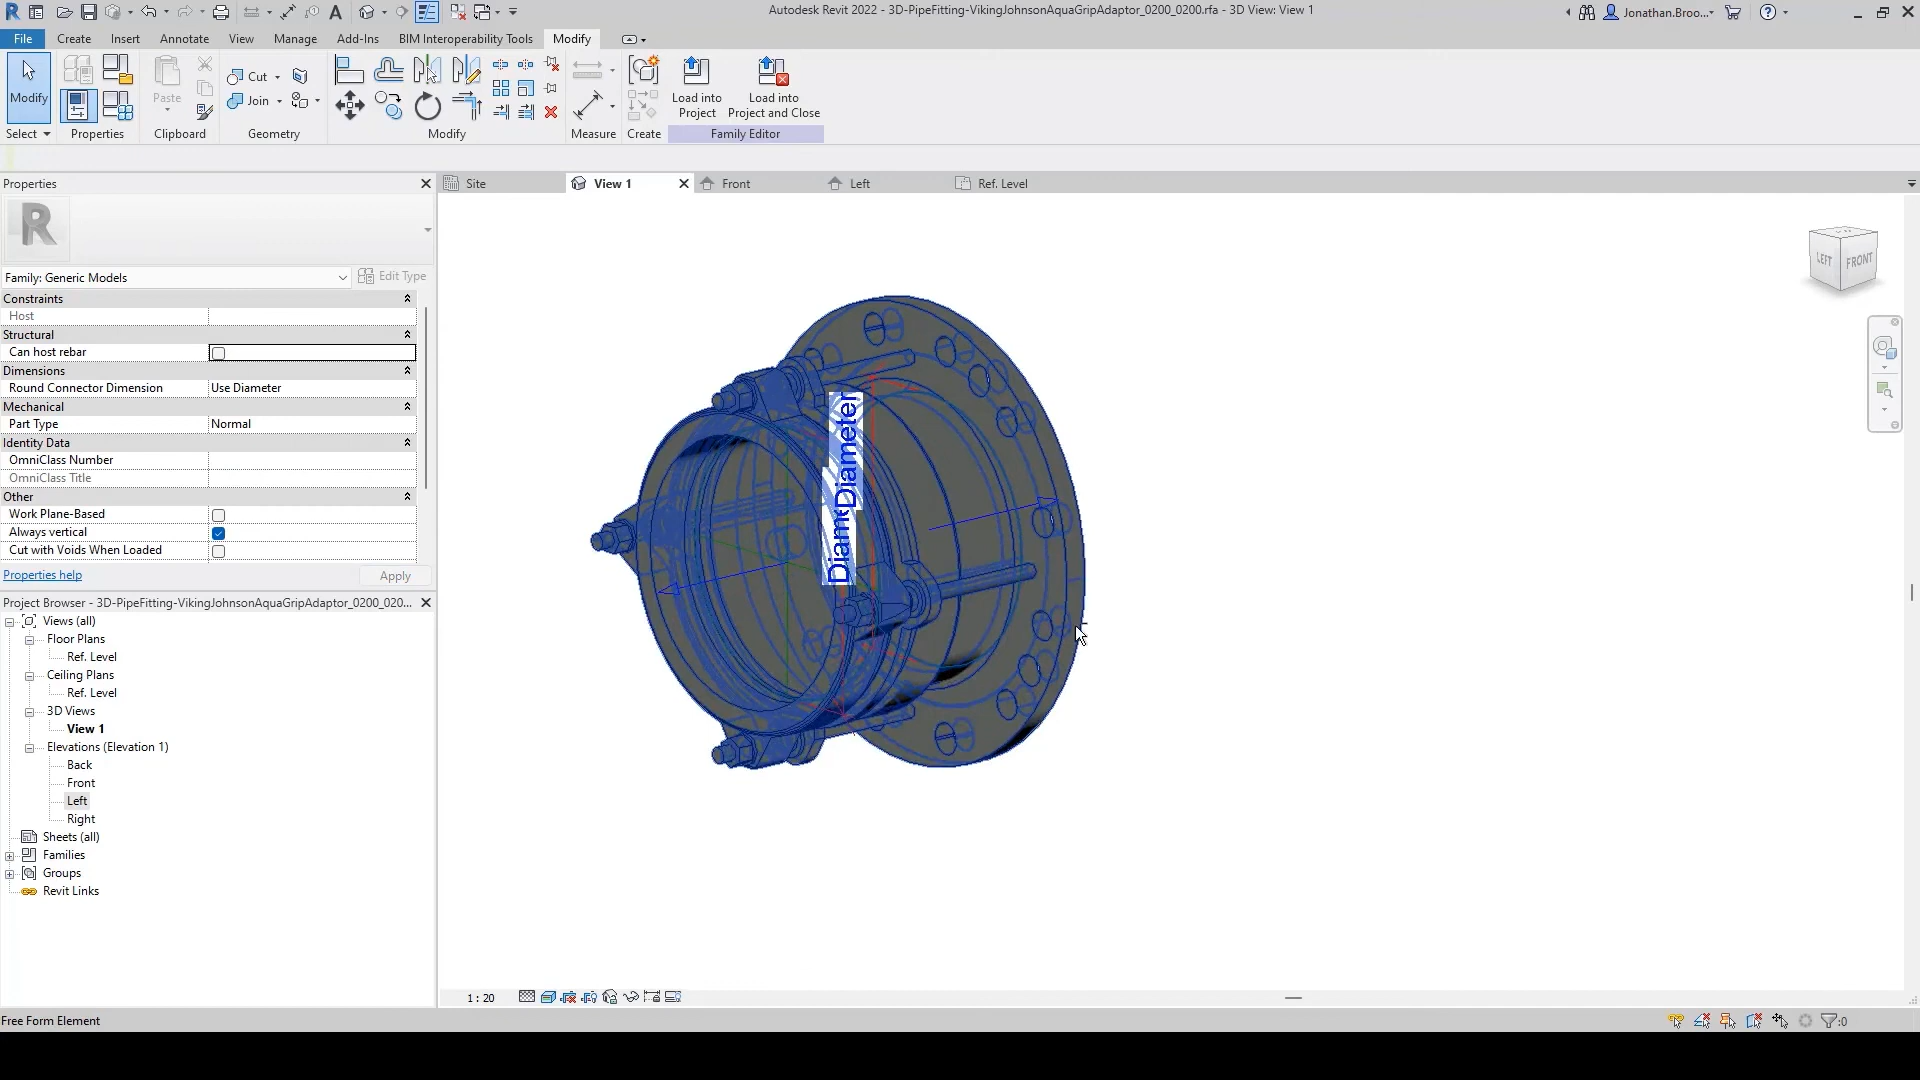 Autodesk Revit 2022 - 3D-PipeFitting-VikingJohnsonAquaGripAdaptor_0200_0200.rfa - 3D View: View 1
Jonathan.Broo...
File
Create
Insert
Annotate
View
Manage
Add-Ins
BIM Interoperability Tools
Modify
Modify
Paste
Cut
Join
Load into
Project
Load into
Project and Close
Select
Properties
Clipboard
Geometry
Modify
Measure
Create
Family Editor
Properties
Site
View 1
Front
Left
Ref. Level
Family: Generic Models
Edit Type
Constraints
Host
Structural
Can host rebar
Dimensions
Round Connector Dimension
Use Diameter
Mechanical
Part Type
Normal
Identity Data
OmniClass Number
OmniClass Title
Other
Work Plane-Based
Always vertical
Cut with Voids When Loaded
Properties help
Apply
Project Browser - 3D-PipeFitting-VikingJohnsonAquaGripAdaptor_0200_020...
Views (all)
Floor Plans
Ref. Level
Ceiling Plans
Ref. Level
3D Views
View 1
Elevations (Elevation 1)
Back
Front
Left
Right
Sheets (all)
Families
Groups
Revit Links
Diameter
LEFT
FRONT
1 : 20
Free Form Element
:0